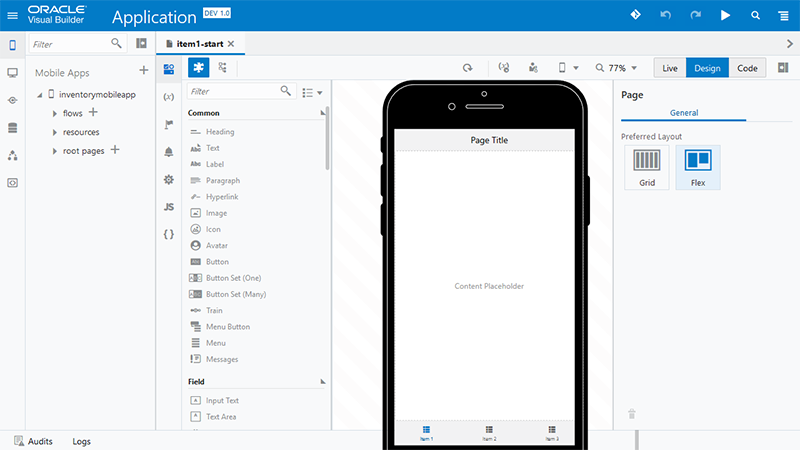 ORACLE
Visual Builder
Application
DEV 1.0
Filter
item1-start
Mobile Apps
inventorymobileapp
flows
resources
root pages
(x)
JS
{ }
Filter
Common
Heading
Abc Text
Abc Label
Paragraph
Hyperlink
Image
Icon
Avatar
Button
Button Set (One)
Button Set (Many)
Train
Menu Button
Menu
Messages
Field
A Input Text
A Text Area
77%
Live
Design
Code
Page Title
Content Placeholder
Item 1
Item 2
Item 3
Page
General
Preferred Layout
Grid
Flex
Audits
Logs